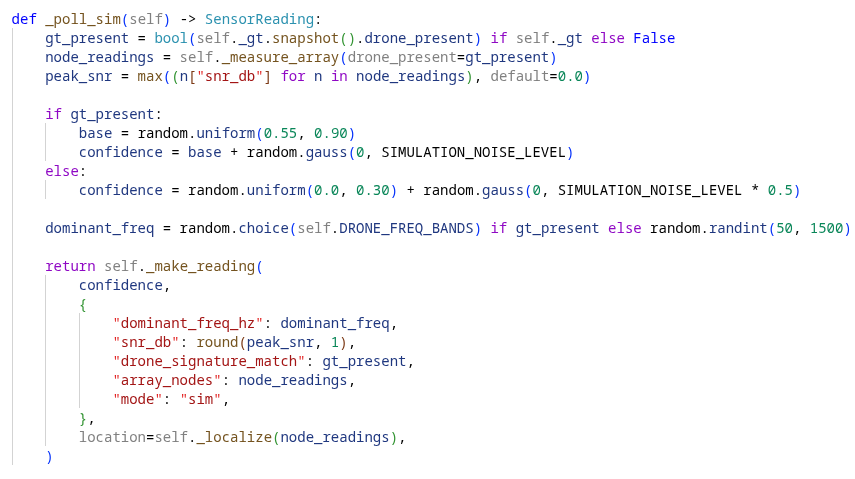 def _poll_sim(self) -> SensorReading:
    gt_present = bool(self._gt.snapshot().drone_present) if self._gt else False
    node_readings = self._measure_array(drone_present=gt_present)
    peak_snr = max((n["snr_db"] for n in node_readings), default=0.0)

    if gt_present:
        base = random.uniform(0.55, 0.90)
        confidence = base + random.gauss(0, SIMULATION_NOISE_LEVEL)
    else:
        confidence = random.uniform(0.0, 0.30) + random.gauss(0, SIMULATION_NOISE_LEVEL * 0.5)

    dominant_freq = random.choice(self.DRONE_FREQ_BANDS) if gt_present else random.randint(50, 1500)

    return self._make_reading(
        confidence,
        {
            "dominant_freq_hz": dominant_freq,
            "snr_db": round(peak_snr, 1),
            "drone_signature_match": gt_present,
            "array_nodes": node_readings,
            "mode": "sim",
        },
        location=self._localize(node_readings),
    )